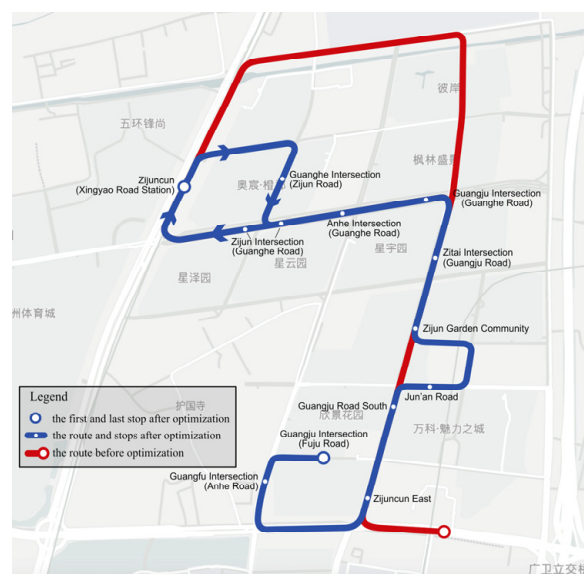 彼岸
五环锋尚
枫林盛景
Zijuncun
(Xingyao Road Station)
奥宸·橙
Guanghe Intersection
(Zijun Road)
Guangju Intersection
(Guanghe Road)
Anhe Intersection
(Guanghe Road)
Zijun Intersection
(Guanghe Road)
星云园
星宇园
Zitai Intersection
(Guangju Road)
星泽园
洲体育城
Zijun Garden Community
Legend
the first and last stop after optimization
the route and stops after optimization
the route before optimization
护国寺
Jun'an Road
Guangju Road South
欣景花园
万科·魅力之城
Guangju Intersection
(Fuju Road)
Guangfu Intersection
(Anhe Road)
Zijuncun East
广卫立交